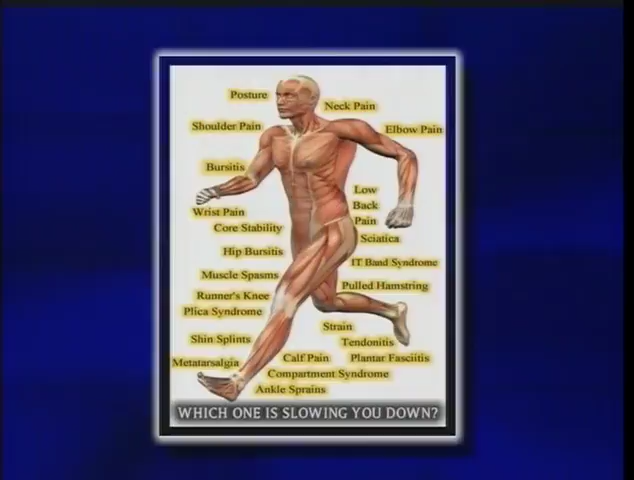 Posture
Neck Pain
Shoulder Pain
Elbow Pain
Bursitis
Low
Back
Pain
Wrist Pain
Core Stability
Sciatica
Hip Bursitis
IT Band Syndrome
Muscle Spasms
Pulled Hamstring
Runner's Knee
Plica Syndrome
Strain
Shin Splints
Tendonitis
Calf Pain
Plantar Fasciitis
Metatarsalgia
Compartment Syndrome
Ankle Sprains
WHICH ONE IS SLOWING YOU DOWN?